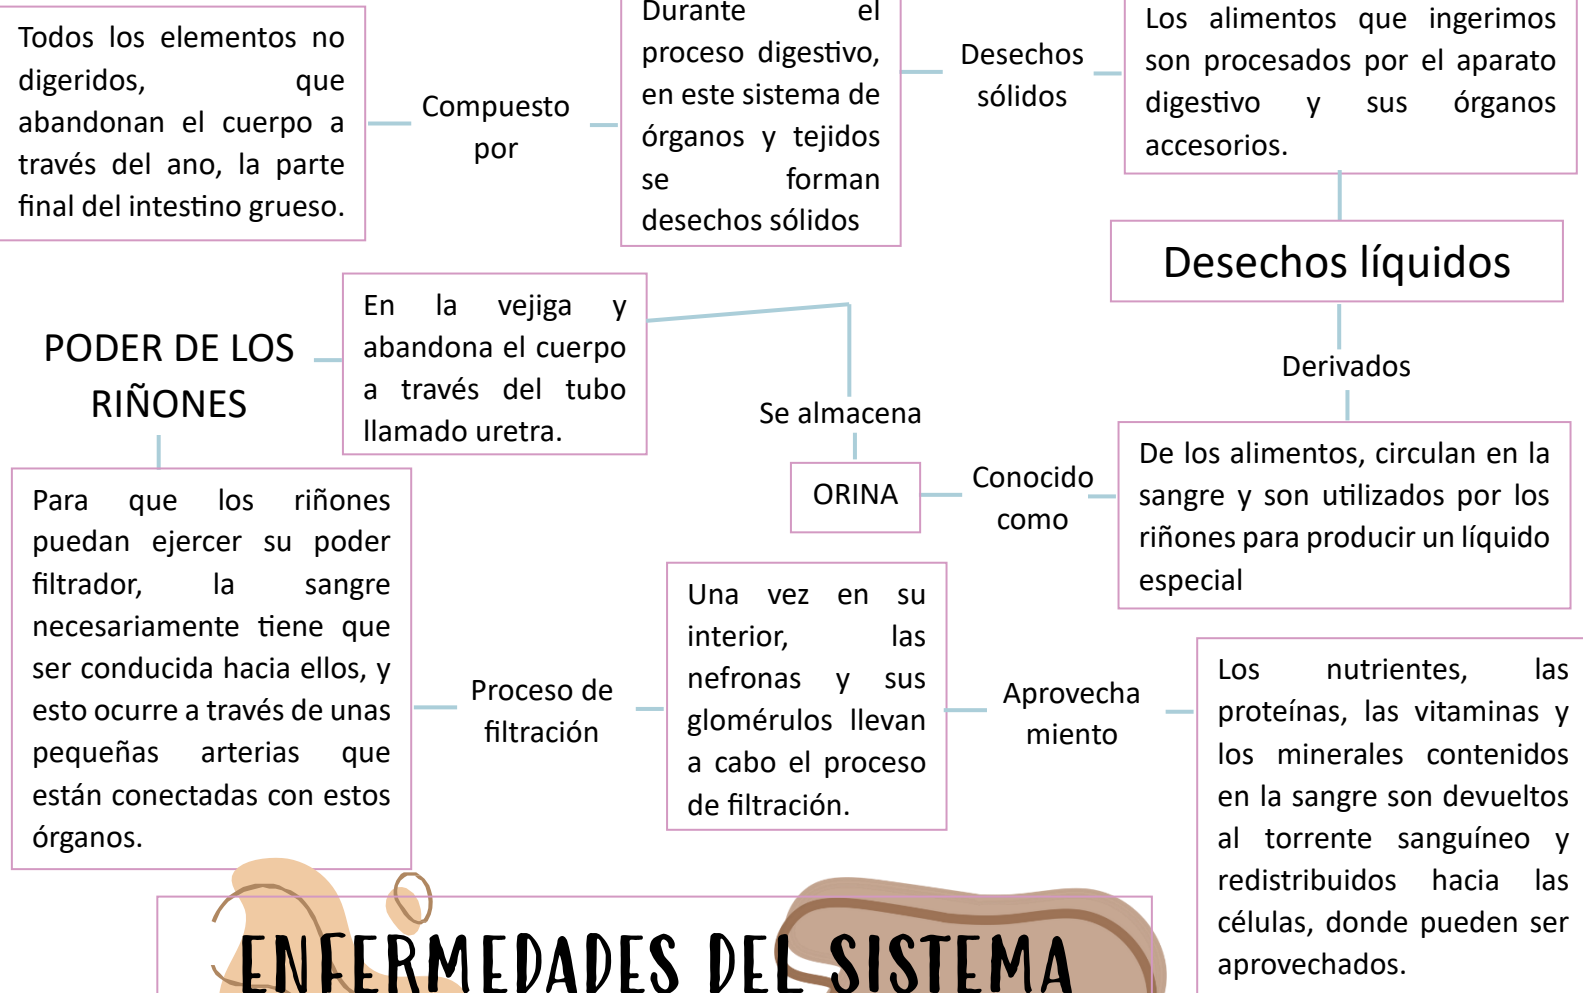 Todos los elementos no
digeridos, que
abandonan el cuerpo a
través del ano, la parte
final del intestino grueso.
Compuesto
por
Durante el
proceso digestivo,
en este sistema de
órganos y tejidos
se forman
desechos sólidos
Desechos
sólidos
Los alimentos que ingerimos
son procesados por el aparato
digestivo y sus órganos
accesorios.
Desechos líquidos
Derivados
De los alimentos, circulan en la
sangre y son utilizados por los
riñones para producir un líquido
especial
Conocido
como
ORINA
Se almacena
En la vejiga y
abandona el cuerpo
a través del tubo
llamado uretra.
PODER DE LOS
RIÑONES
Para que los riñones
puedan ejercer su poder
filtrador, la sangre
necesariamente tiene que
ser conducida hacia ellos, y
esto ocurre a través de unas
pequeñas arterias que
están conectadas con estos
órganos.
Proceso de
filtración
Una vez en su
interior, las
nefronas y sus
glomérulos llevan
a cabo el proceso
de filtración.
Aprovecha
miento
Los nutrientes, las
proteínas, las vitaminas y
los minerales contenidos
en la sangre son devueltos
al torrente sanguíneo y
redistribuidos hacia las
células, donde pueden ser
aprovechados.
ENFERMEDADES DEL SISTEMA